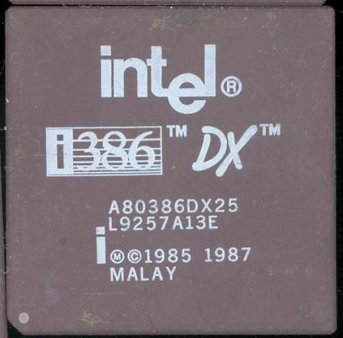 intel®
i386™ DX™
A80386DX25
L9257A13E
i Ⓜ©1985 1987
MALAY